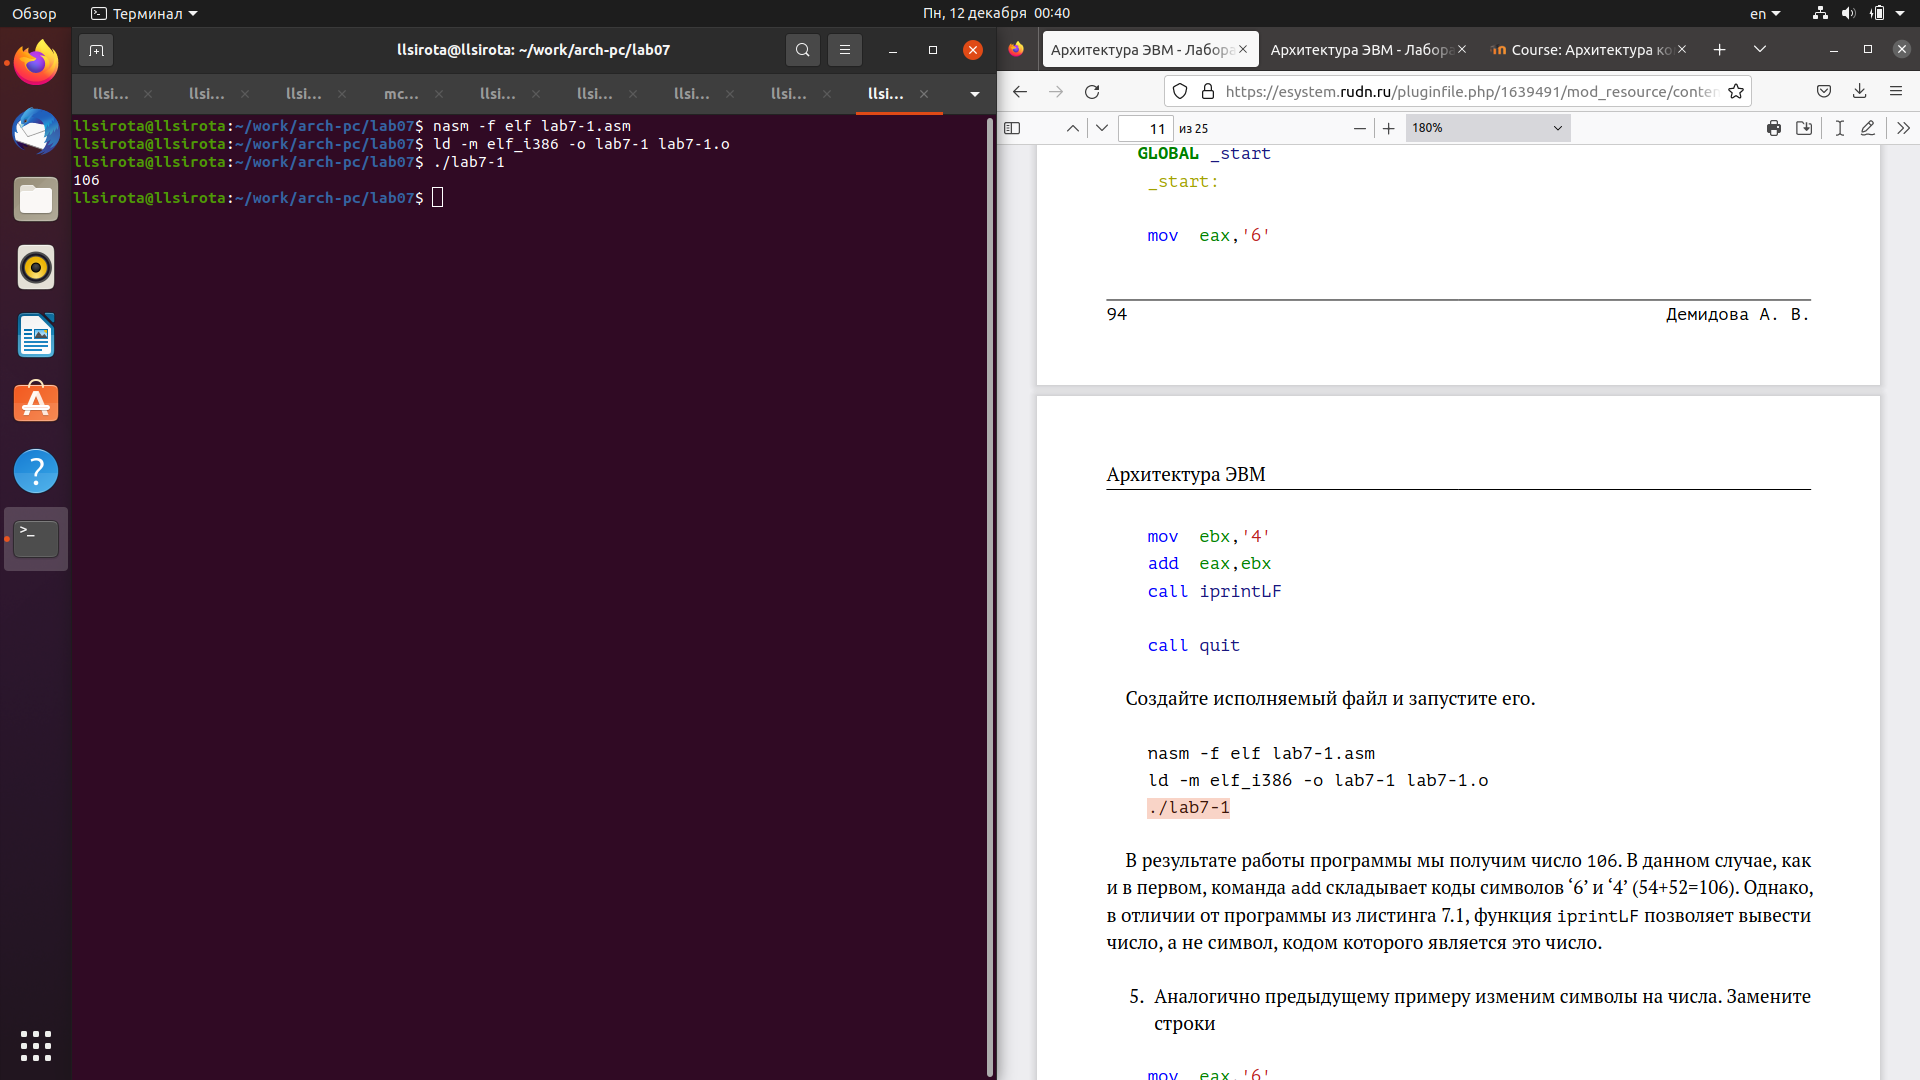 Обзор
Терминал
Пн, 12 декабря 00:40
en
llsirota@llsirota: ~/work/arch-pc/lab07
llsi... llsi... llsi... mc... llsi... llsi... llsi... llsi... llsi...
llsirota@llsirota:~/work/arch-pc/lab07$ nasm -f elf lab7-1.asm
llsirota@llsirota:~/work/arch-pc/lab07$ ld -m elf_i386 -o lab7-1 lab7-1.o
llsirota@llsirota:~/work/arch-pc/lab07$ ./lab7-1
106
llsirota@llsirota:~/work/arch-pc/lab07$
Архитектура ЭВМ - Лабора
Архитектура ЭВМ - Лабора
Course: Архитектура ко
https://esystem.rudn.ru/pluginfile.php/1639491/mod_resource/conten
11 из 25
180%
GLOBAL _start
_start:
mov eax,'6'
94 Демидова А. В.
Архитектура ЭВМ
mov ebx,'4'
add eax,ebx
call iprintLF
call quit
Создайте исполняемый файл и запустите его.
nasm -f elf lab7-1.asm
ld -m elf_i386 -o lab7-1 lab7-1.o
./lab7-1
В результате работы программы мы получим число 106. В данном случае, как
и в первом, команда add складывает коды символов ‘6’ и ‘4’ (54+52=106). Однако,
в отличии от программы из листинга 7.1, функция iprintLF позволяет вывести
число, а не символ, кодом которого является это число.
5. Аналогично предыдущему примеру изменим символы на числа. Замените
строки
mov eax,'6'